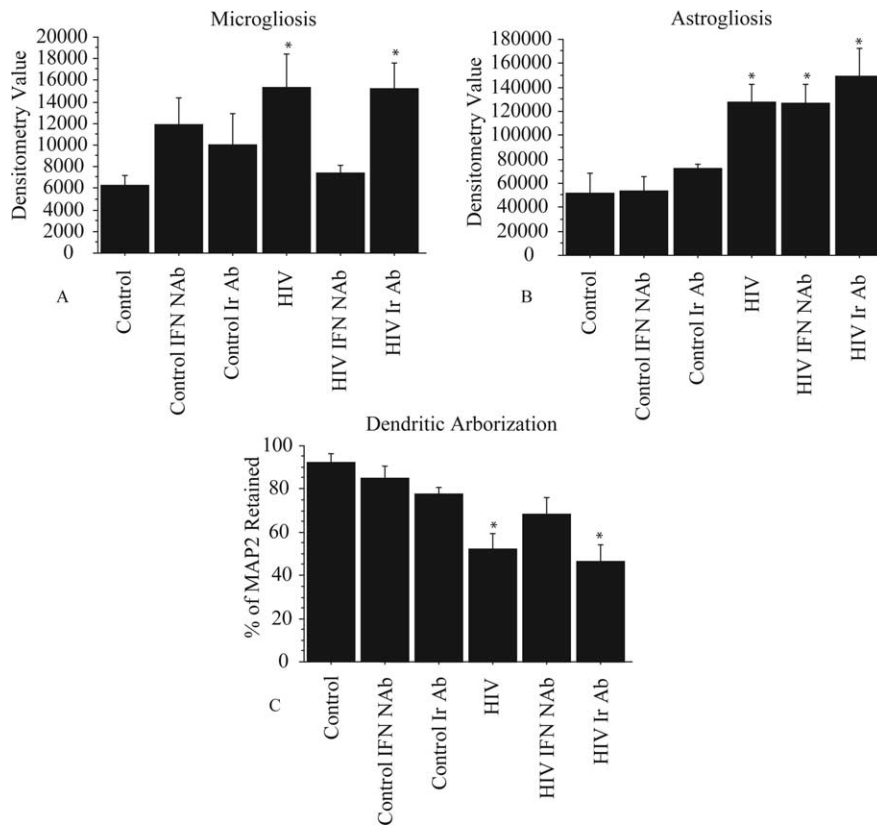 Microgliosis
Densitometry Value
20000
18000
16000
14000
12000
10000
8000
6000
4000
2000
0
*
*
A
Control
Control IFN NAb
Control Ir Ab
HIV
HIV IFN NAb
HIV Ir Ab
Astrogliosis
Densitometry Value
180000
160000
140000
120000
100000
80000
60000
40000
20000
0
*
*
*
B
Control
Control IFN NAb
Control Ir Ab
HIV
HIV IFN NAb
HIV Ir Ab
Dendritic Arborization
% of MAP2 Retained
100
80
60
40
20
0
*
*
C
Control
Control IFN NAb
Control Ir Ab
HIV
HIV IFN NAb
HIV Ir Ab